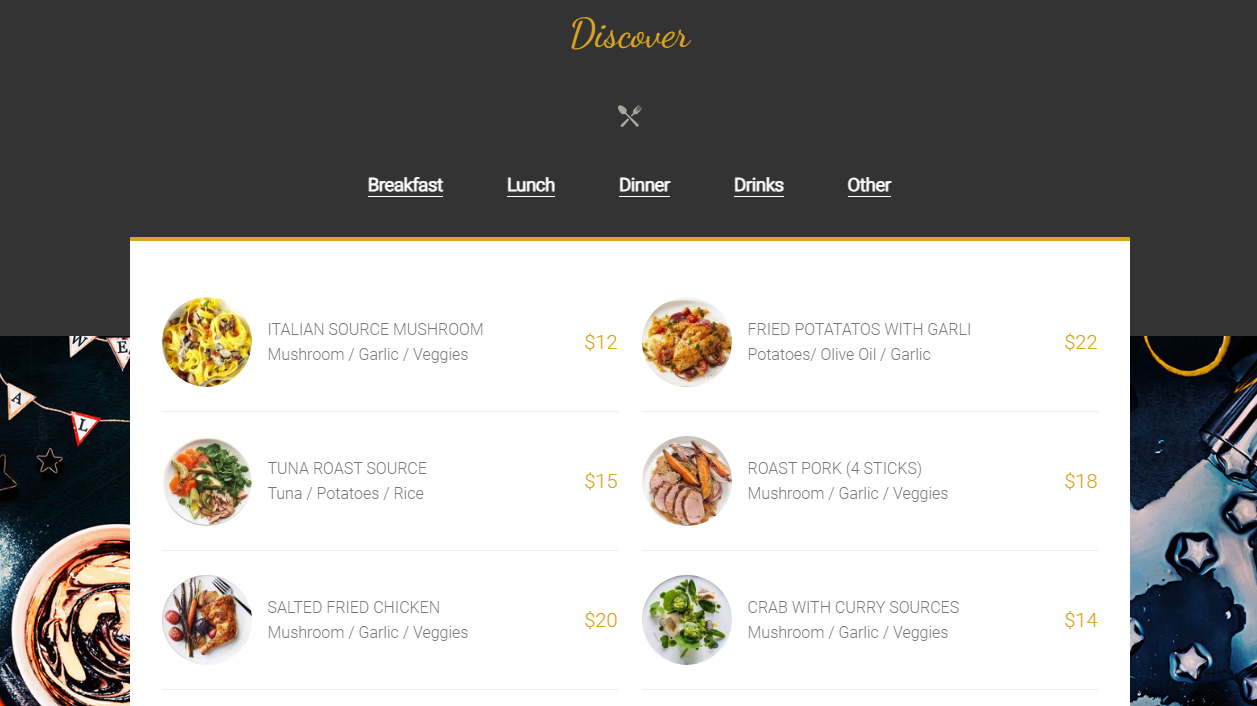 Discover
Breakfast Lunch Dinner Drinks Other
ITALIAN SOURCE MUSHROOM
Mushroom / Garlic / Veggies
$12
FRIED POTATATOS WITH GARLI
Potatoes/ Olive Oil / Garlic
$22
TUNA ROAST SOURCE
Tuna / Potatoes / Rice
$15
ROAST PORK (4 STICKS)
Mushroom / Garlic / Veggies
$18
SALTED FRIED CHICKEN
Mushroom / Garlic / Veggies
$20
CRAB WITH CURRY SOURCES
Mushroom / Garlic / Veggies
$14
W E
A L